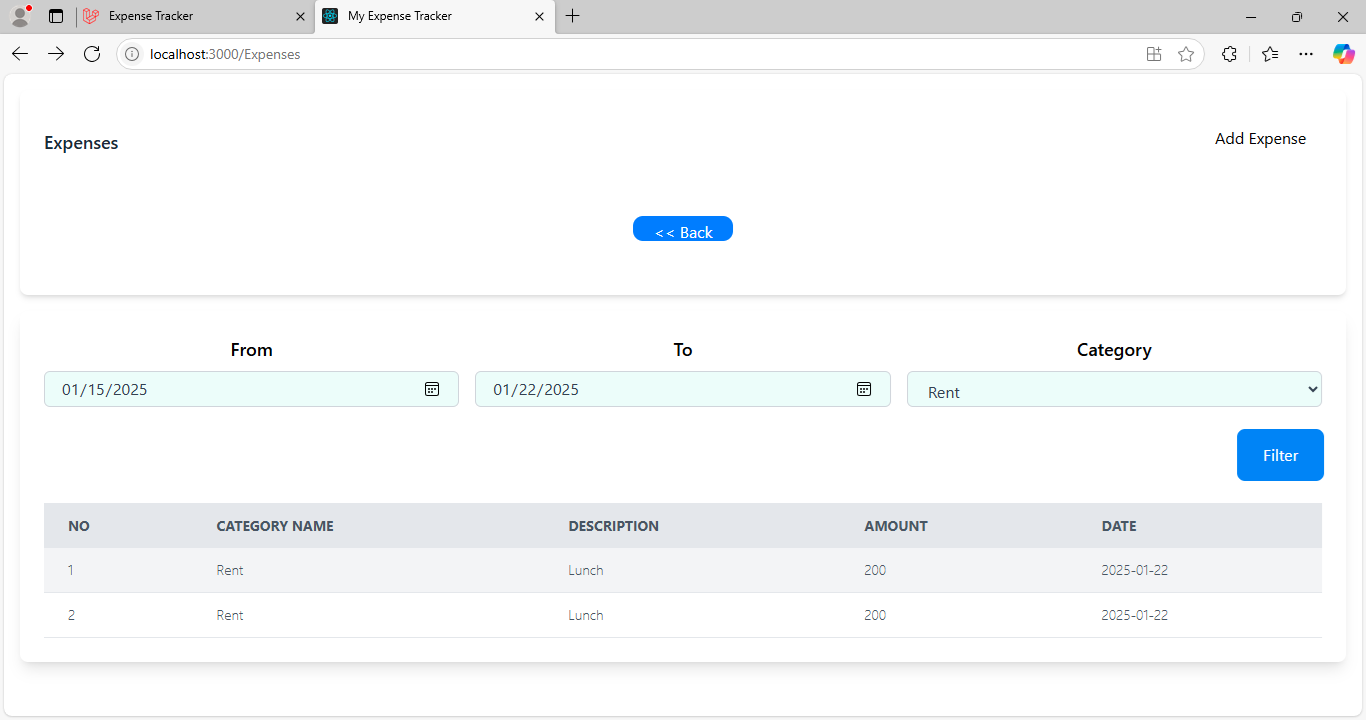 Expense Tracker
My Expense Tracker
localhost:3000/Expenses
Expenses
Add Expense
<< Back
From To Category
01/15/2025 01/22/2025 Rent
Filter
NO CATEGORY NAME DESCRIPTION AMOUNT DATE
1 Rent Lunch 200 2025-01-22
2 Rent Lunch 200 2025-01-22